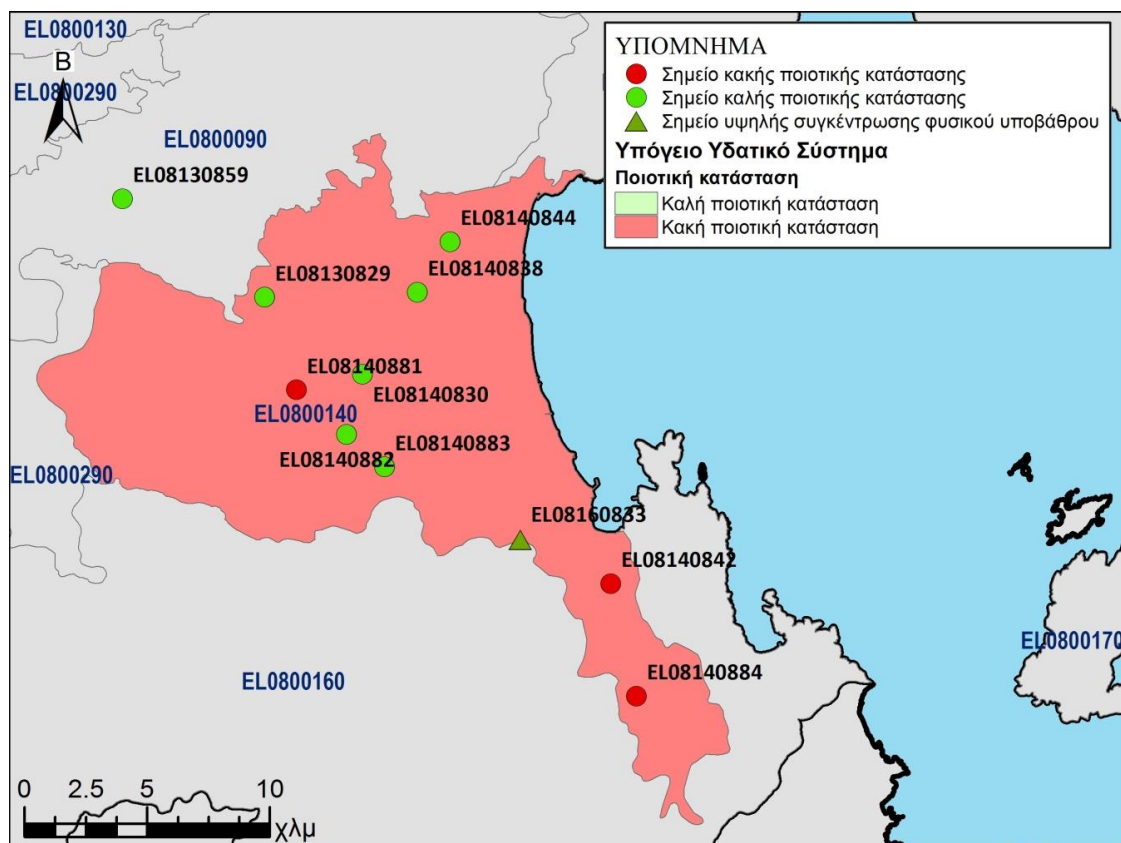 EL0800130
B
EL0800290
EL0800090
EL08130859
ΥΠΟΜΝΗΜΑ
Σημείο κακής ποιοτικής κατάστασης
Σημείο καλής ποιοτικής κατάστασης
Σημείο υψηλής συγκέντρωσης φυσικού υποβάθρου
Υπόγειο Υδατικό Σύστημα
Ποιοτική κατάσταση
Καλή ποιοτική κατάσταση
Κακή ποιοτική κατάσταση
EL08140844
EL08130829
EL08140838
EL08140881
EL08140830
EL0800140
EL08140883
EL08140882
EL0800290
EL08160833
EL08140842
EL0800170
EL08140884
EL0800160
0 2.5 5 10
χλμ